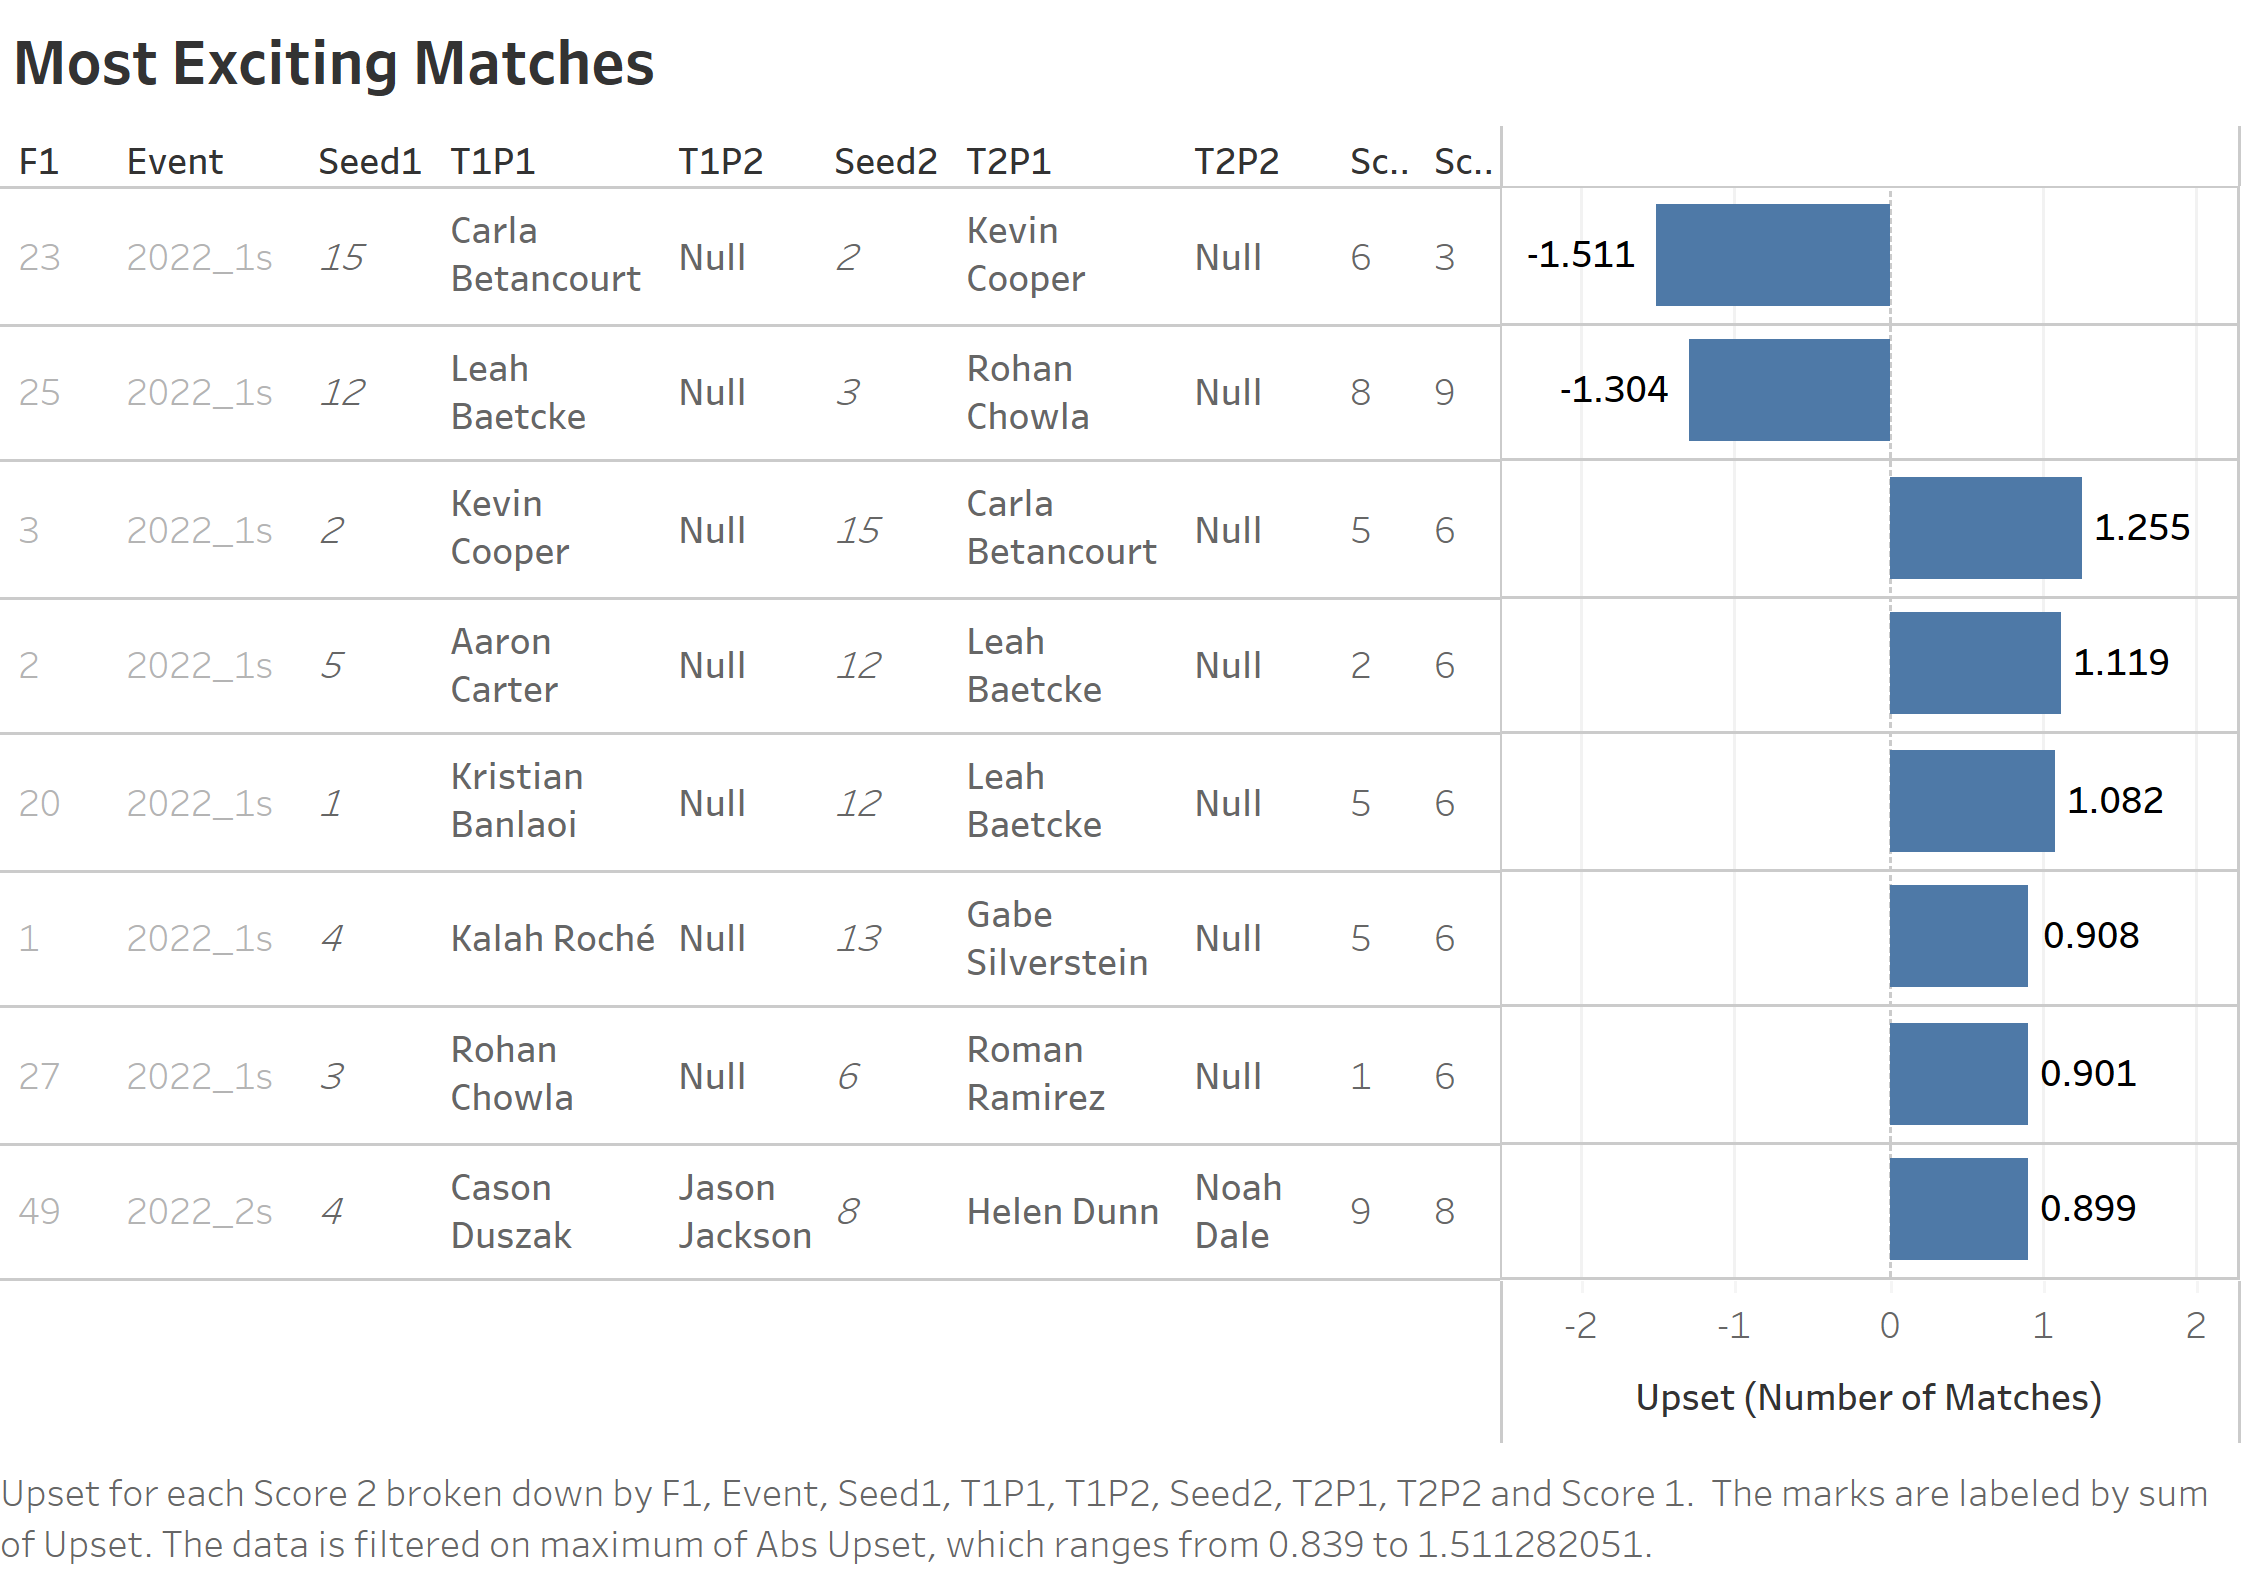 Most Exciting Matches
F1 Event Seed1 T1P1 T1P2 Seed2 T2P1 T2P2 Sc.. Sc..
23 2022_1s 15 Carla Betancourt Null 2 Kevin Cooper Null 6 3 -1.511
25 2022_1s 12 Leah Baetcke Null 3 Rohan Chowla Null 8 9 -1.304
3 2022_1s 2 Kevin Cooper Null 15 Carla Betancourt Null 5 6 1.255
2 2022_1s 5 Aaron Carter Null 12 Leah Baetcke Null 2 6 1.119
20 2022_1s 1 Kristian Banlaoi Null 12 Leah Baetcke Null 5 6 1.082
1 2022_1s 4 Kalah Roché Null 13 Gabe Silverstein Null 5 6 0.908
27 2022_1s 3 Rohan Chowla Null 6 Roman Ramirez Null 1 6 0.901
49 2022_2s 4 Cason Duszak Jason Jackson 8 Helen Dunn Noah Dale 9 8 0.899
-2 -1 0 1 2
Upset (Number of Matches)
Upset for each Score 2 broken down by F1, Event, Seed1, T1P1, T1P2, Seed2, T2P1, T2P2 and Score 1.  The marks are labeled by sum
of Upset. The data is filtered on maximum of Abs Upset, which ranges from 0.839 to 1.511282051.